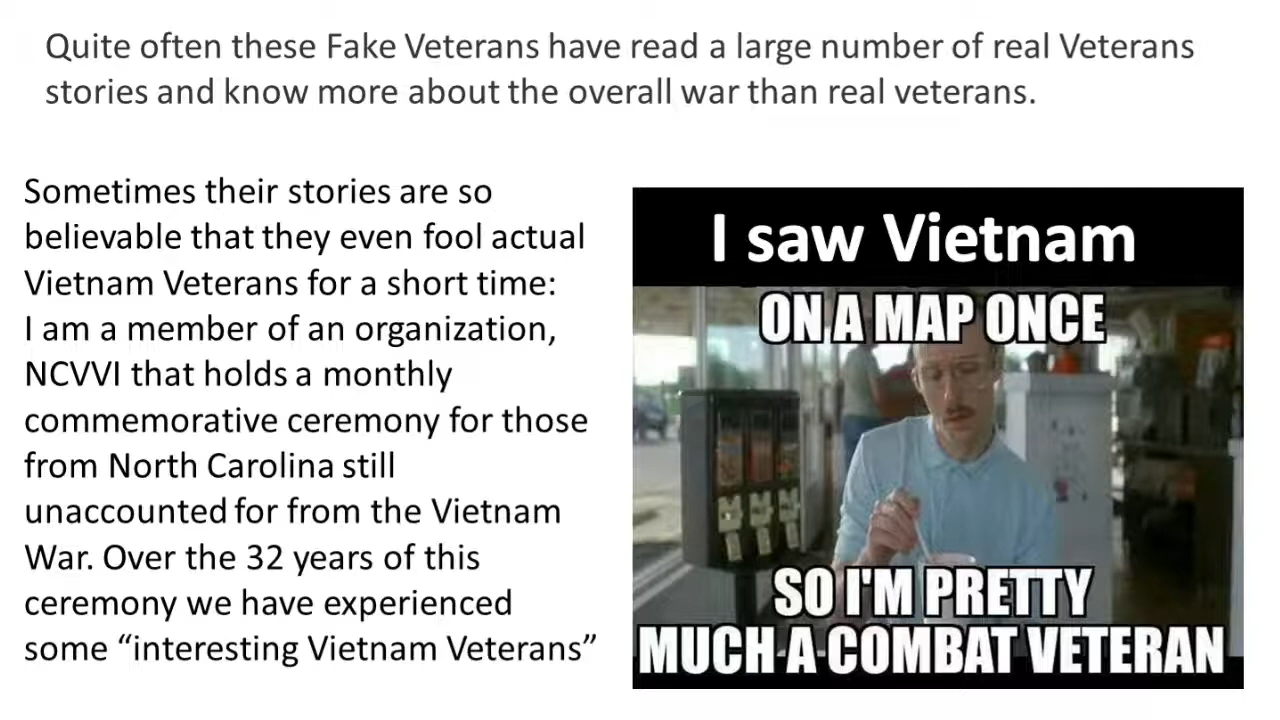 Quite often these Fake Veterans have read a large number of real Veterans
stories and know more about the overall war than real veterans.
Sometimes their stories are so
believable that they even fool actual
Vietnam Veterans for a short time:
I am a member of an organization,
NCVVI that holds a monthly
commemorative ceremony for those
from North Carolina still
unaccounted for from the Vietnam
War. Over the 32 years of this
ceremony we have experienced
some “interesting Vietnam Veterans”
I saw Vietnam
ON A MAP ONCE
SO I'M PRETTY
MUCH A COMBAT VETERAN